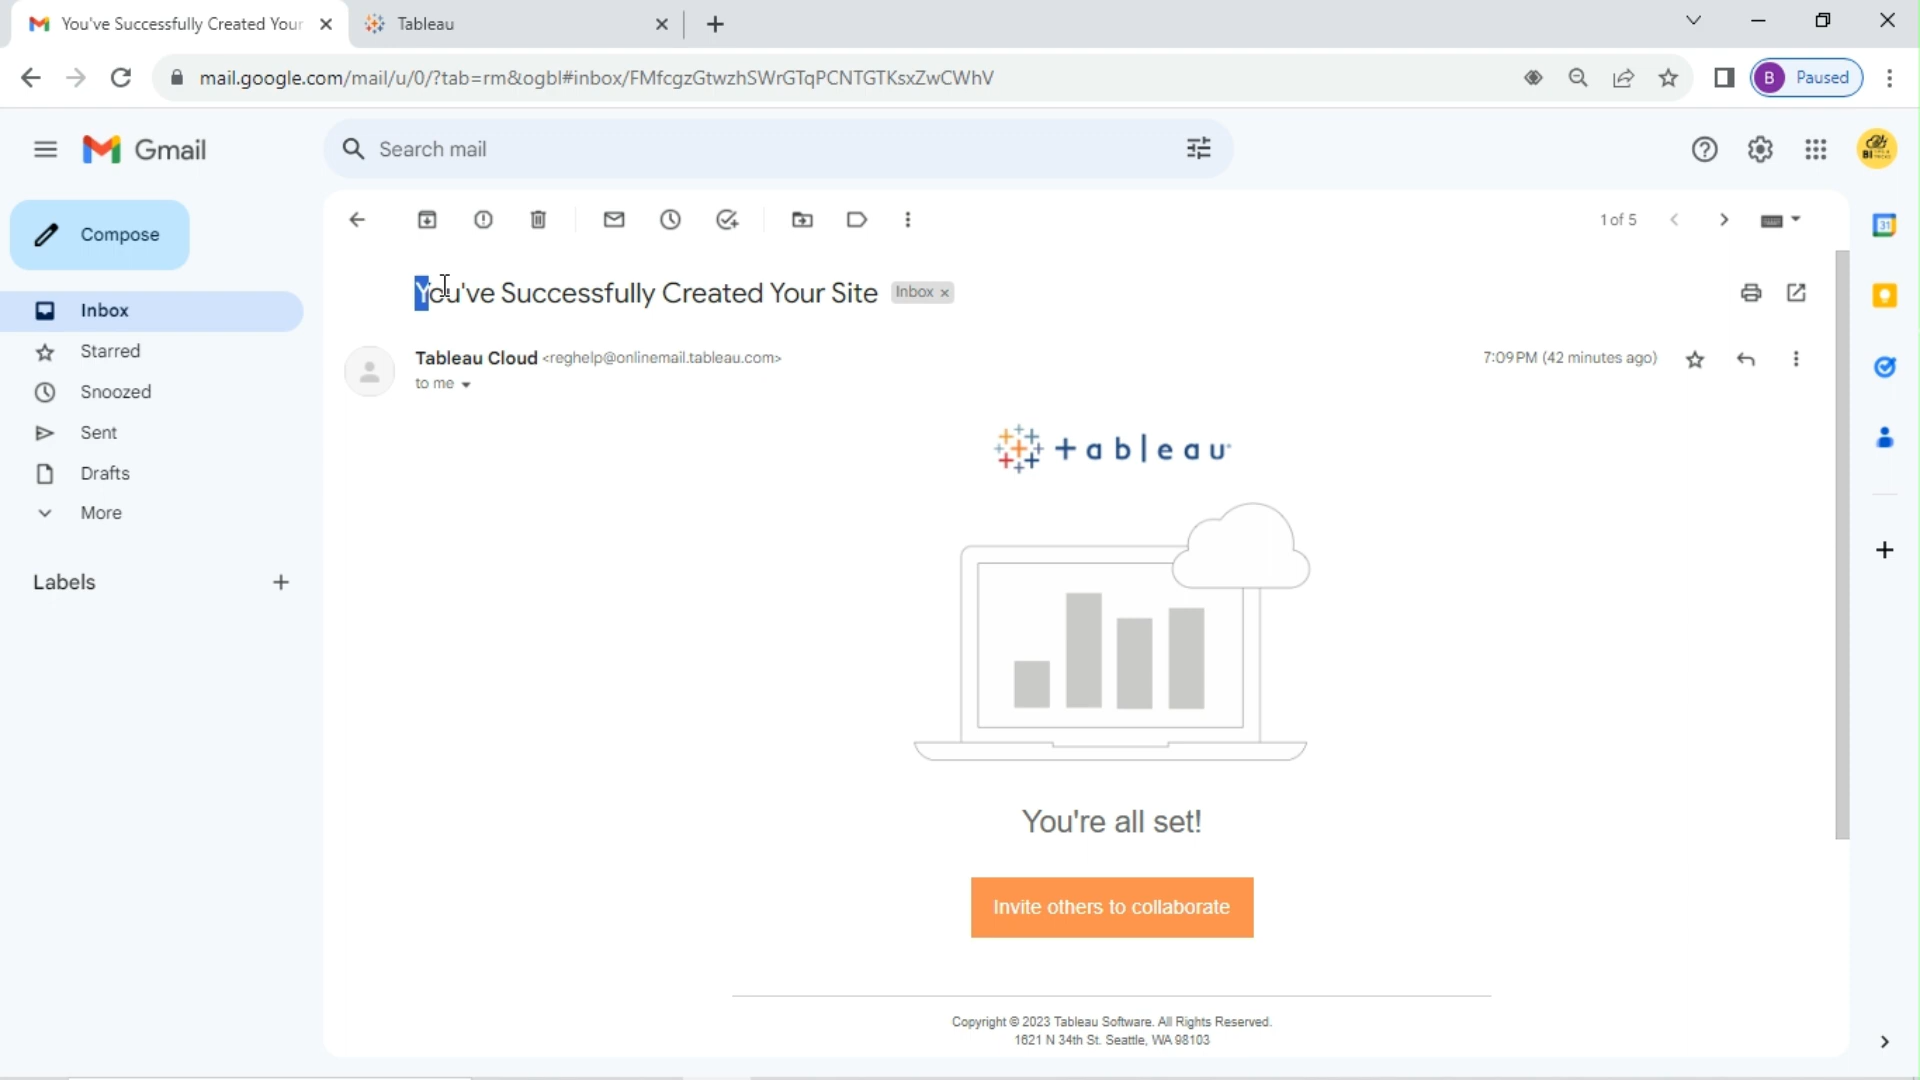 You've Successfully Created Your
Tableau
mail.google.com/mail/u/0/?tab=rm&ogbl#inbox/FMfcgzGtwzhSWrGTqPCNTGTKsxZwCWhV
B Paused
Gmail
Search mail
BI
Compose
1 of 5
31
Inbox
Starred
Snoozed
Sent
Drafts
More
Labels
You've Successfully Created Your Site Inbox x
Tableau Cloud <reghelp@onlinemail.tableau.com>
7:09 PM (42 minutes ago)
to me
+ableau
You're all set!
Invite others to collaborate
Copyright © 2023 Tableau Software. All Rights Reserved.
1621 N 34th St. Seattle, WA 98103